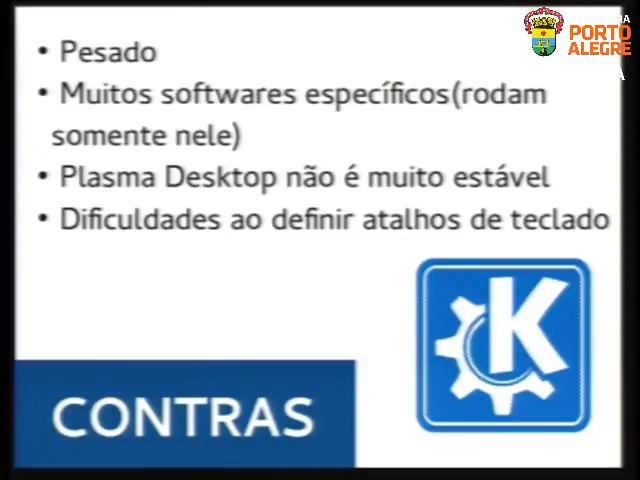 • Pesado
• Muitos softwares específicos(rodam
somente nele)
• Plasma Desktop não é muito estável
• Dificuldades ao definir atalhos de teclado
CONTRAS
K
PORTO
ALEGRE